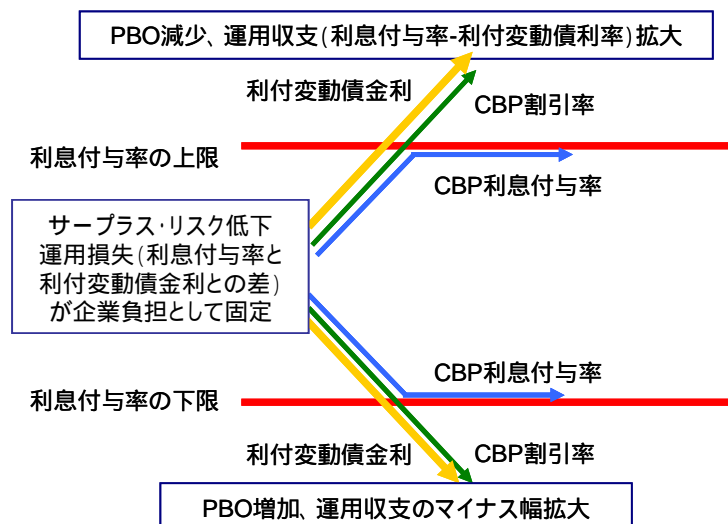 PBO減少、運用収支(利息付与率-利付変動債利率)拡大
利付変動債金利
CBP割引率
利息付与率の上限
CBP利息付与率
サープラス・リスク低下
運用損失(利息付与率と
利付変動債金利との差)
が企業負担として固定
CBP利息付与率
利息付与率の下限
利付変動債金利
CBP割引率
PBO増加、運用収支のマイナス幅拡大